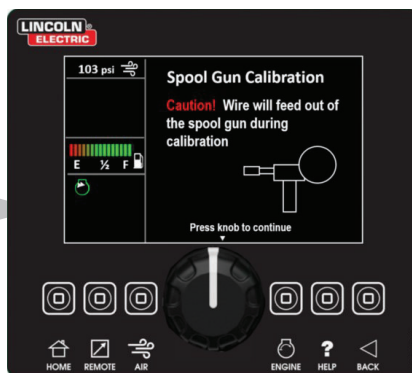 LINCOLN
ELECTRIC
103 psi
E ½ F
Spool Gun Calibration
Caution! Wire will feed out of
the spool gun during
calibration
Press knob to continue
HOME REMOTE AIR ENGINE ? HELP BACK